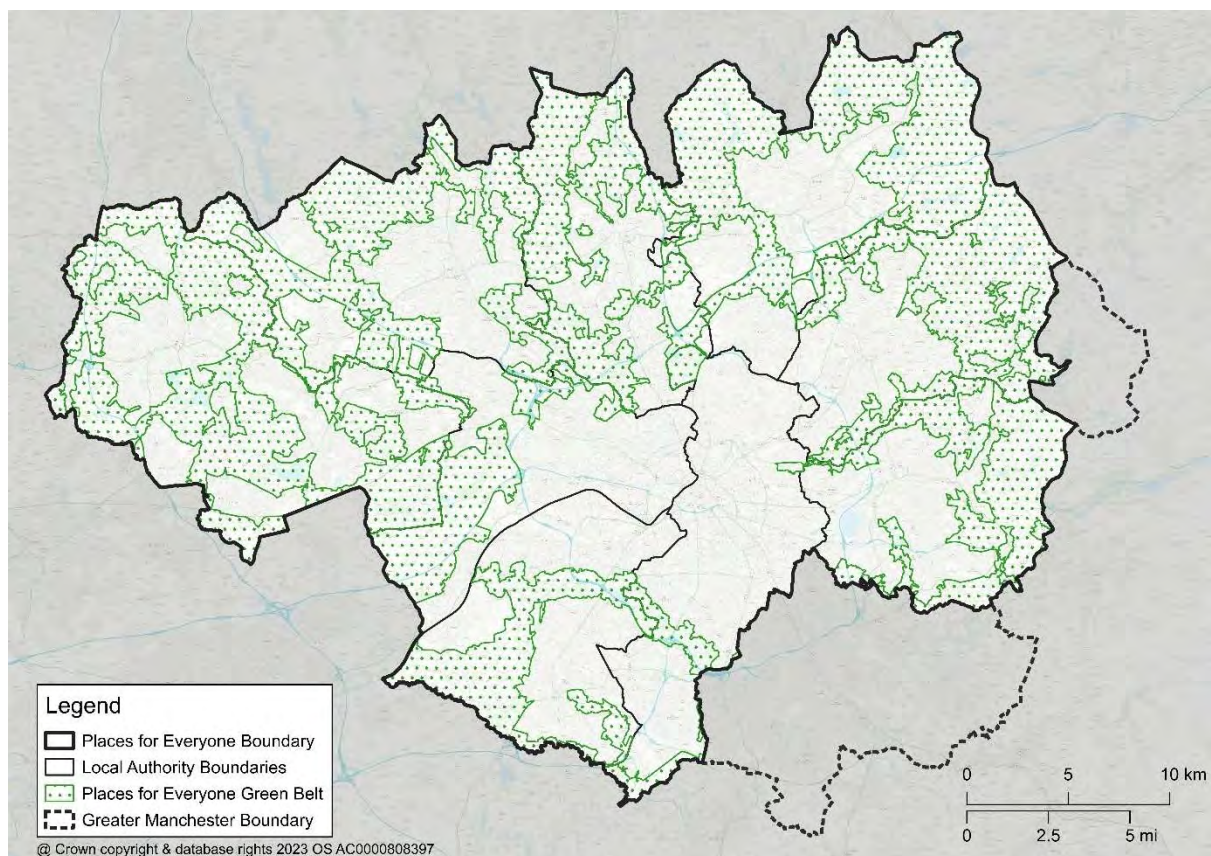 Legend
Places for Everyone Boundary
Local Authority Boundaries
Places for Everyone Green Belt
Greater Manchester Boundary
0 5 10 km
0 2.5 5 mi
@ Crown copyright & database rights 2023 OS AC0000808397